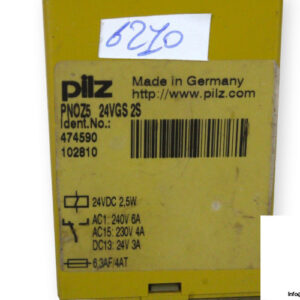 6210
pilz
Made in Germany
http://www.pilz.com
PNOZ5 24VGS 2S
Ident.No.:
474590
102810
24VDC 2.5W
AC1: 240V 6A
AC15: 230V 4A
DC13: 24V 3A
6,3AF/4AT